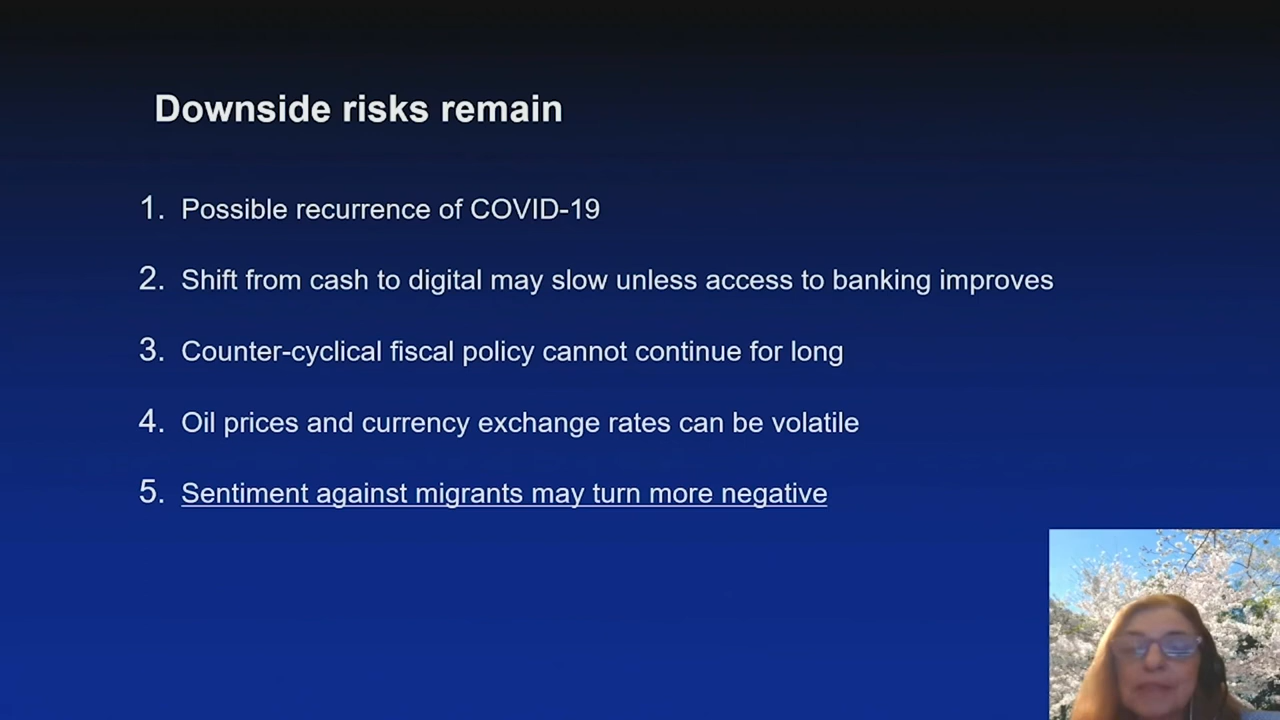 Downside risks remain
1. Possible recurrence of COVID-19
2. Shift from cash to digital may slow unless access to banking improves
3. Counter-cyclical fiscal policy cannot continue for long
4. Oil prices and currency exchange rates can be volatile
5. Sentiment against migrants may turn more negative